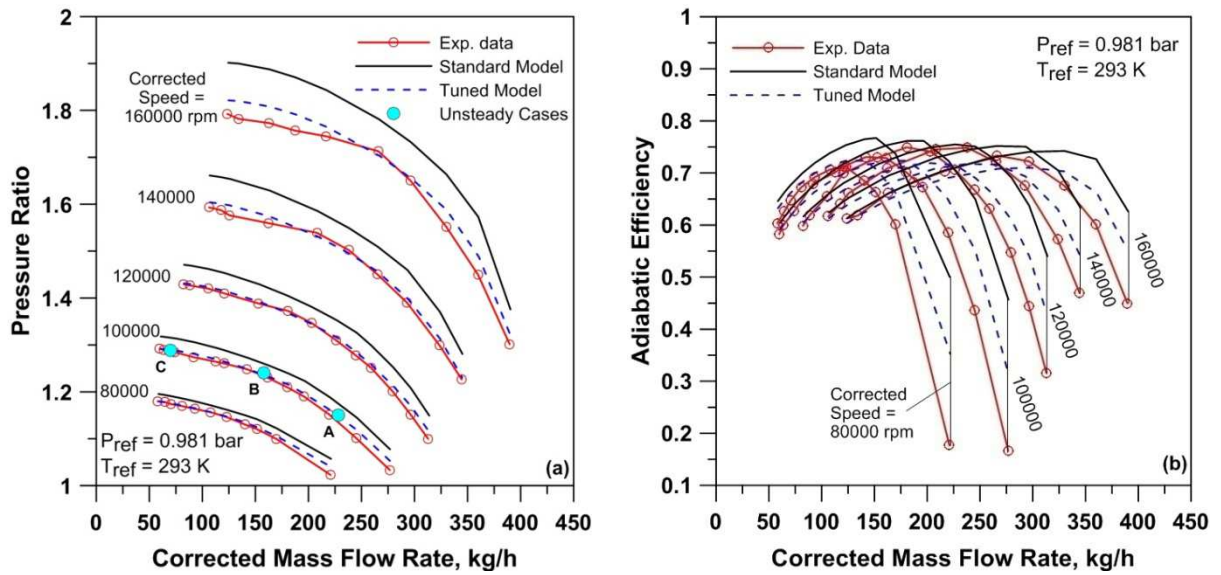 2
1.8
1.6
1.4
1.2
1
Pressure Ratio
Exp. data
Standard Model
Tuned Model
Unsteady Cases
Corrected
Speed =
160000 rpm
140000
120000
100000
80000
C
B
A
Pref = 0.981 bar
Tref = 293 K
(a)
0 50 100 150 200 250 300 350 400 450
Corrected Mass Flow Rate, kg/h
1
0.9
0.8
0.7
0.6
0.5
0.4
0.3
0.2
0.1
Adiabatic Efficiency
Exp. Data
Standard Model
Tuned Model
Pref = 0.981 bar
Tref = 293 K
160000
140000
120000
100000
Corrected
Speed =
80000 rpm
(b)
0 50 100 150 200 250 300 350 400 450
Corrected Mass Flow Rate, kg/h